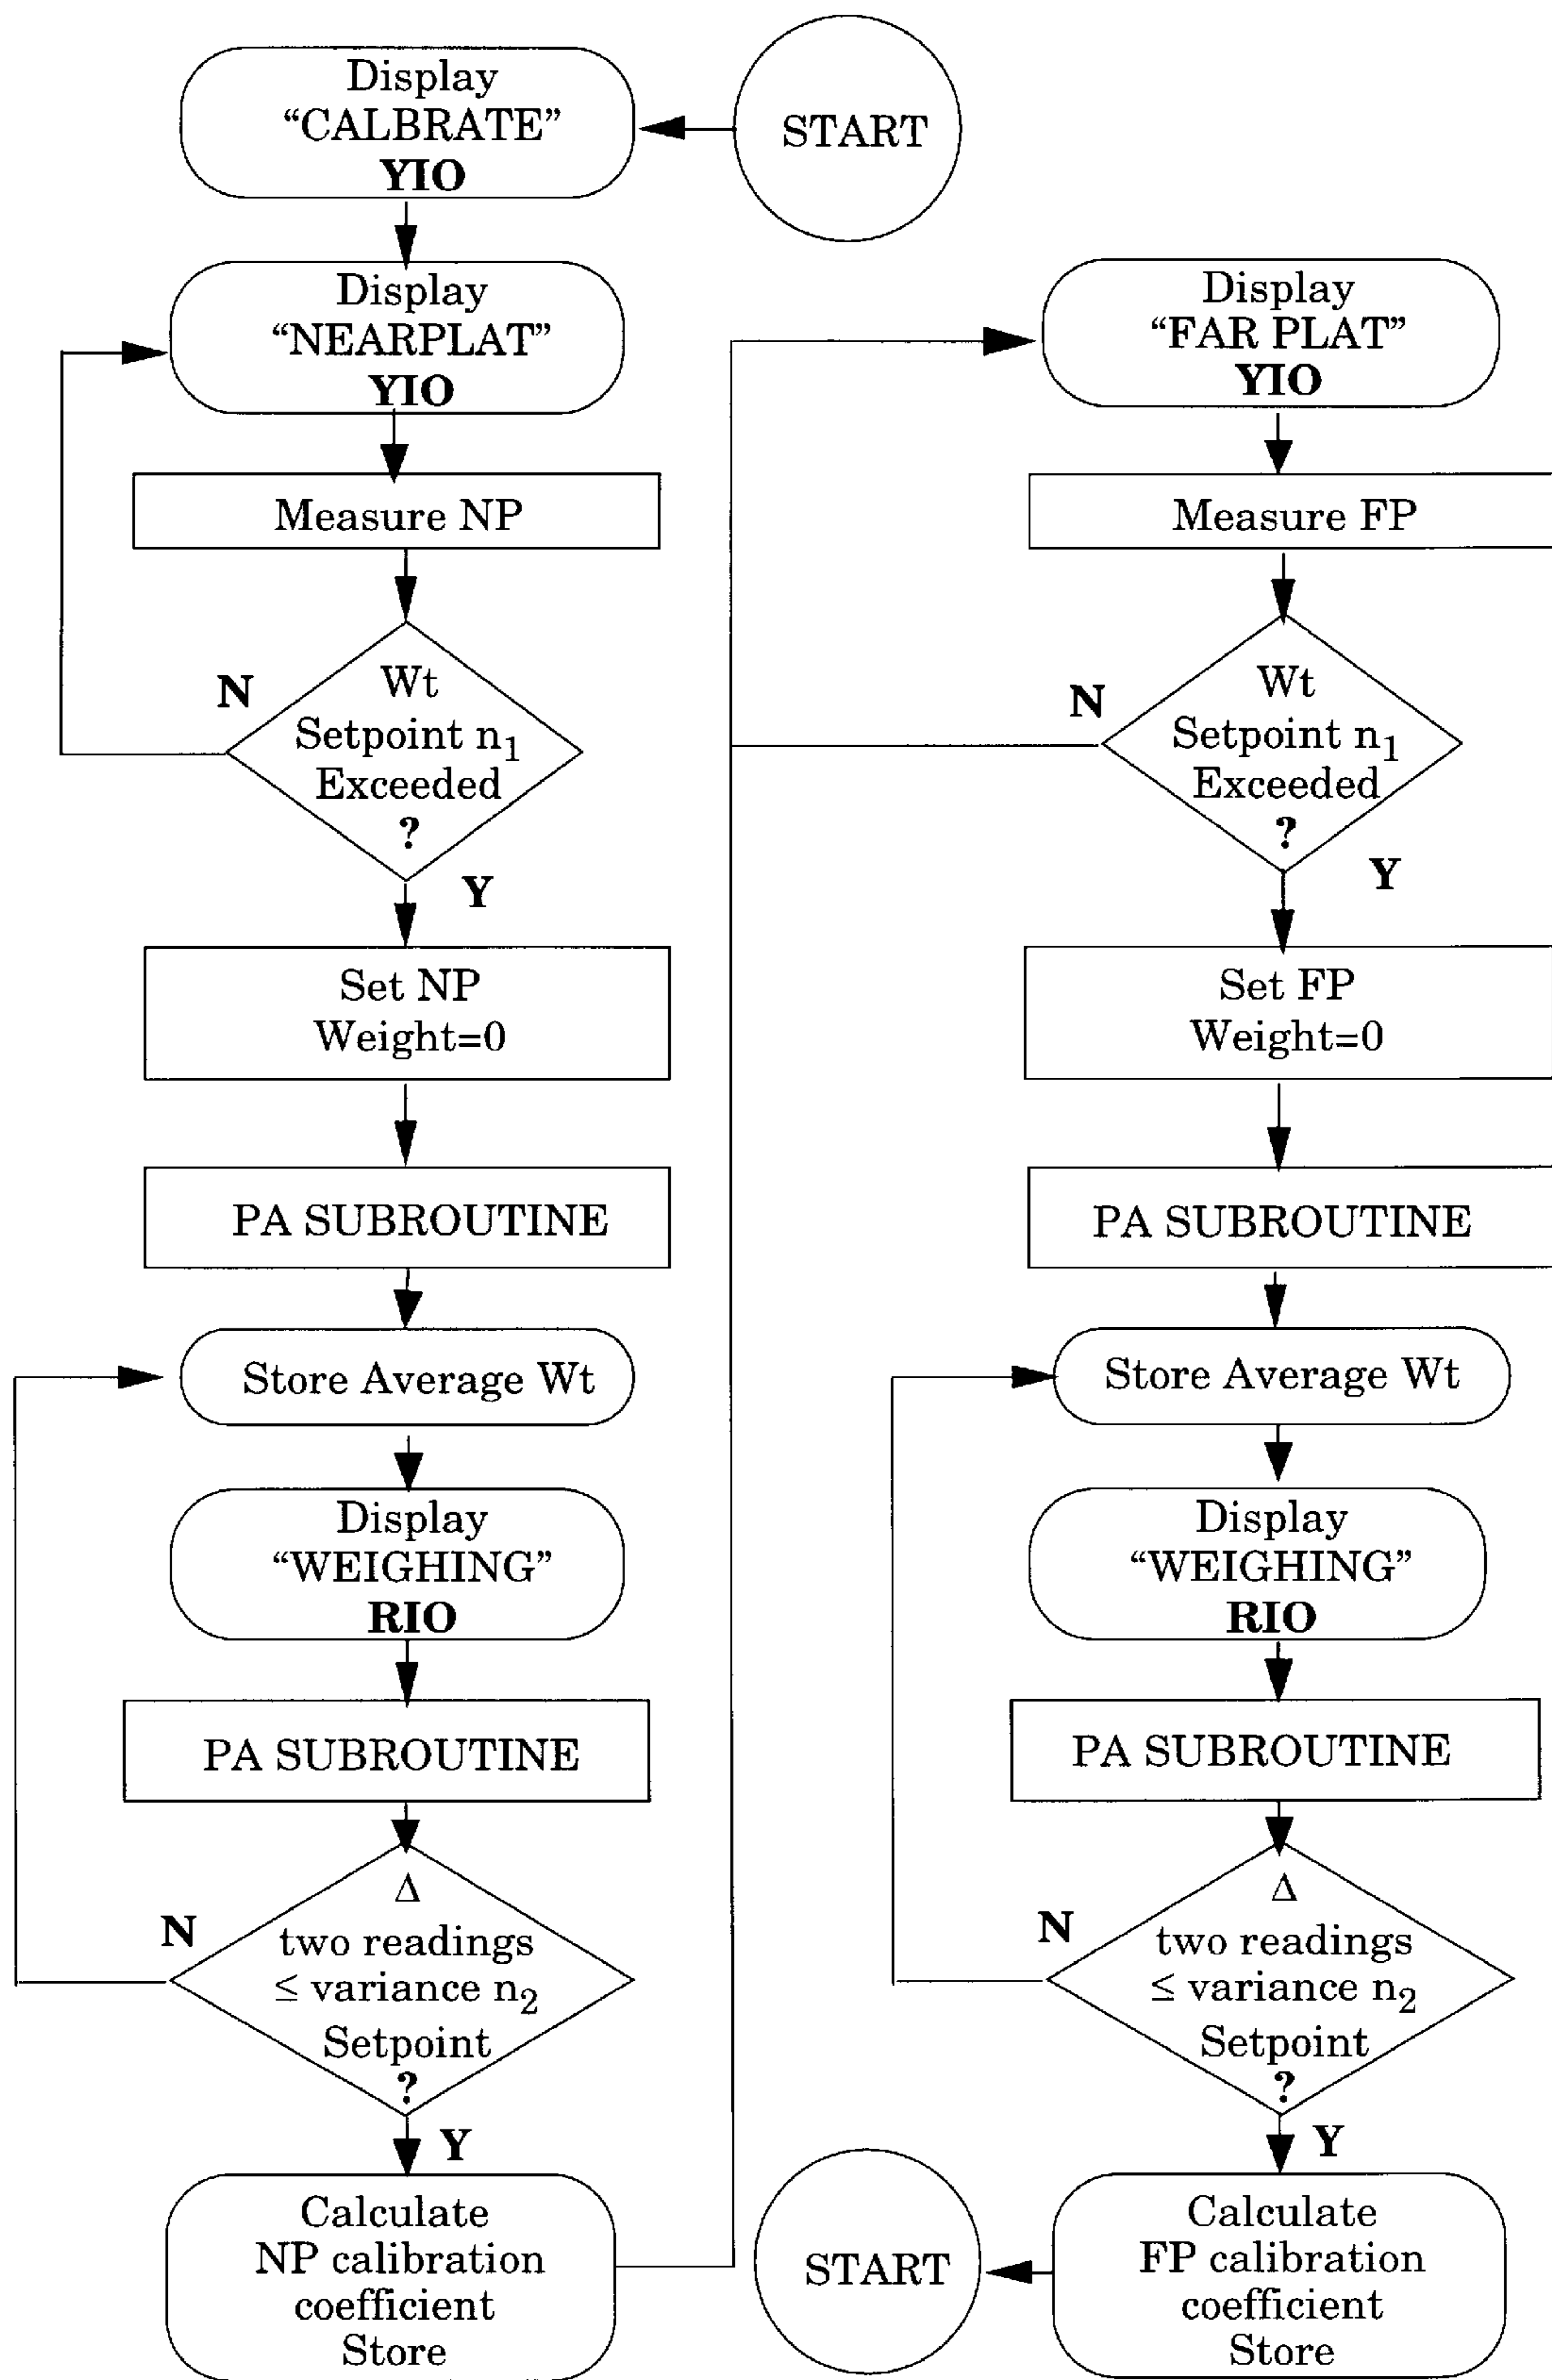 START
Display
“CALBRATE”
YIO
Display
“NEARPLAT”
YIO
Measure NP
N
Wt
Setpoint n₁
Exceeded
?
Y
Set NP
Weight=0
PA SUBROUTINE
Store Average Wt
Display
“WEIGHING”
RIO
PA SUBROUTINE
N
Δ
two readings
≤ variance n₂
Setpoint
?
Y
Calculate
NP calibration
coefficient
Store
Display
“FAR PLAT”
YIO
Measure FP
N
Wt
Setpoint n₁
Exceeded
?
Y
Set FP
Weight=0
PA SUBROUTINE
Store Average Wt
Display
“WEIGHING”
RIO
PA SUBROUTINE
N
Δ
two readings
≤ variance n₂
Setpoint
?
Y
Calculate
FP calibration
coefficient
Store
START